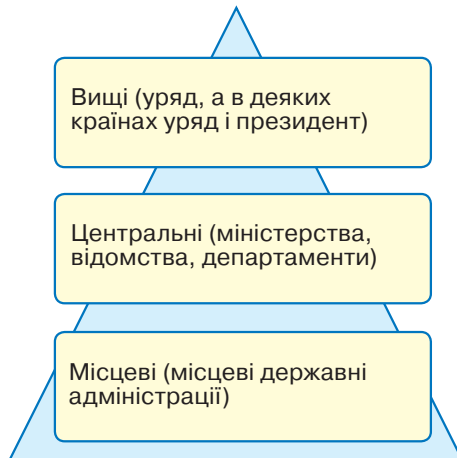 Вищі (уряд, а в деяких
країнах уряд і президент)
Центральні (міністерства,
відомства, департаменти)
Місцеві (місцеві державні
адміністрації)